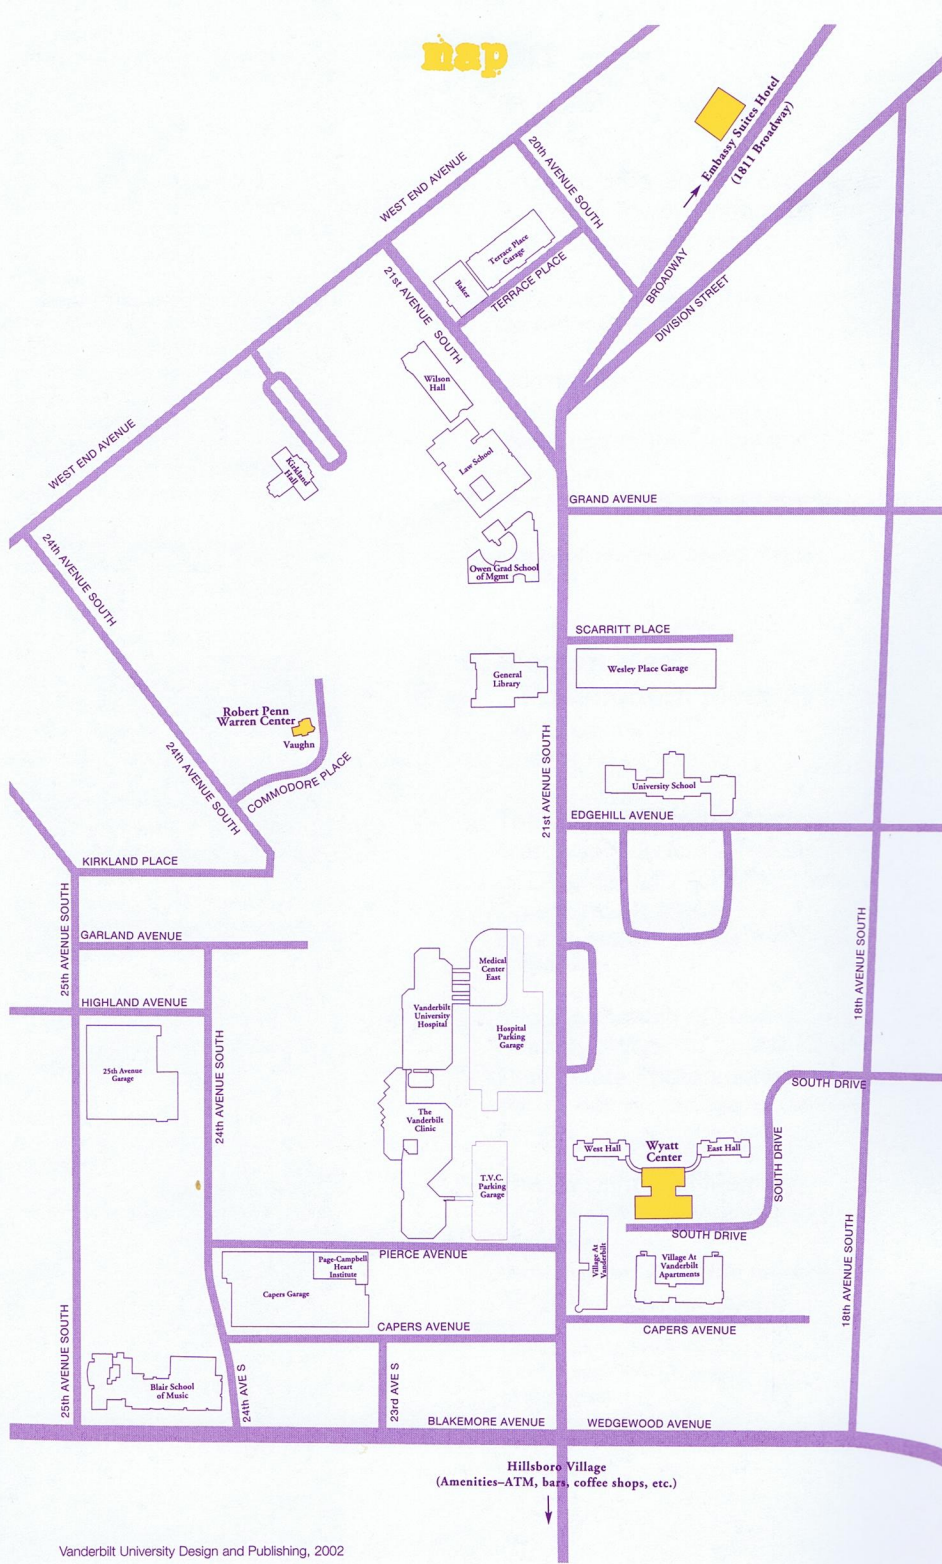 map
Embassy Suites Hotel
(1811 Broadway)
WEST END AVENUE
20th AVENUE SOUTH
Terrace Place
Garage
Baker
TERRACE PLACE
21st AVENUE SOUTH
BROADWAY
DIVISION STREET
Wilson
Hall
WEST END AVENUE
Kirkland
Hall
Law School
GRAND AVENUE
24th AVENUE SOUTH
Owen Grad School
of Mgmt
SCARRITT PLACE
Wesley Place Garage
General
Library
Robert Penn
Warren Center
Vaughn
24th AVENUE SOUTH
COMMODORE PLACE
21st AVENUE SOUTH
University School
EDGEHILL AVENUE
KIRKLAND PLACE
25th AVENUE SOUTH
GARLAND AVENUE
18th AVENUE SOUTH
Medical
Center
East
HIGHLAND AVENUE
Vanderbilt
University
Hospital
Hospital
Parking
Garage
25th Avenue
Garage
24th AVENUE SOUTH
SOUTH DRIVE
The
Vanderbilt
Clinic
West Hall
Wyatt
Center
East Hall
SOUTH DRIVE
T.V.C.
Parking
Garage
SOUTH DRIVE
PIERCE AVENUE
Page-Campbell
Heart
Institute
Capers Garage
Village At
Vanderbilt
Village At
Vanderbilt
Apartments
18th AVENUE SOUTH
CAPERS AVENUE
CAPERS AVENUE
25th AVENUE SOUTH
Blair School
of Music
24th AVE S
23rd AVE S
BLAKEMORE AVENUE
WEDGEWOOD AVENUE
Hillsboro Village
(Amenities–ATM, bars, coffee shops, etc.)
Vanderbilt University Design and Publishing, 2002